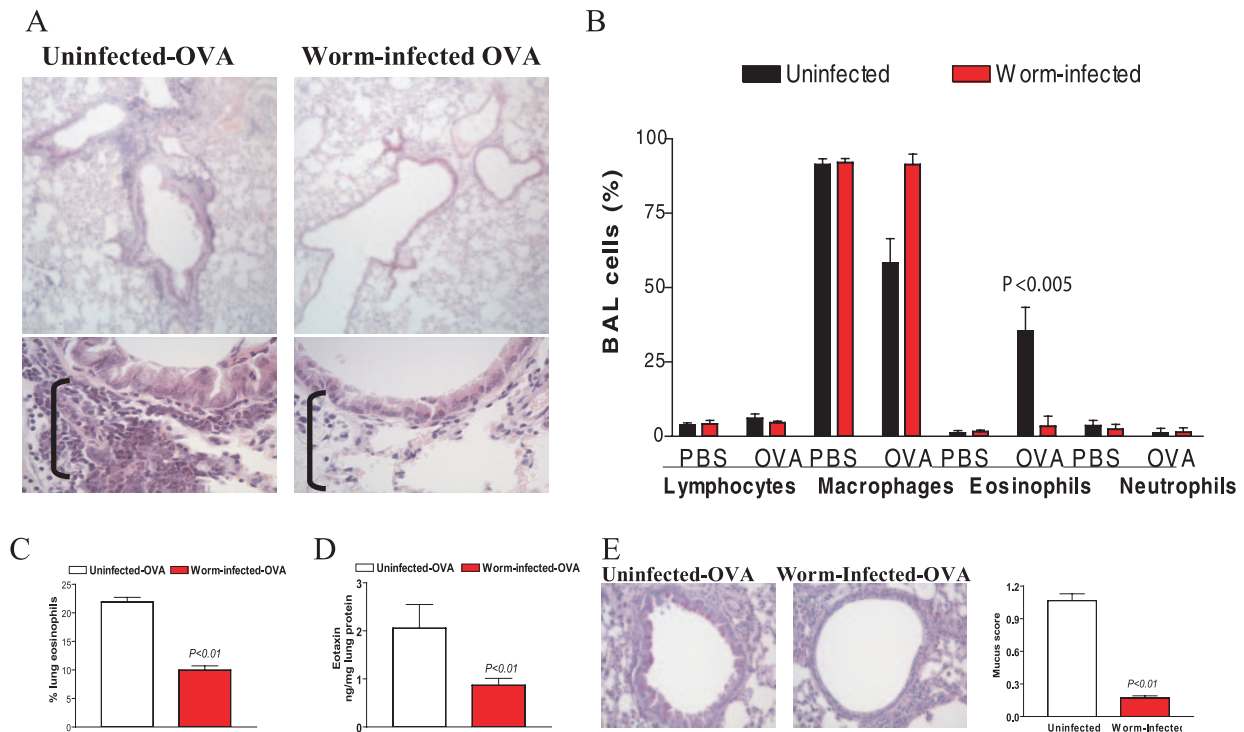 A
Uninfected-OVA Worm-infected OVA
B
Uninfected Worm-infected
100
75
50
25
0
BAL cells (%)
P<0.005
PBS OVA PBS OVA PBS OVA PBS OVA
Lymphocytes Macrophages Eosinophils Neutrophils
C
Uninfected-OVA Worm-infected-OVA
25
20
15
10
5
0
% lung eosinophils
P<0.01
D
Uninfected-OVA Worm-infected-OVA
3
2
1
0
Eotaxin
ng/mg lung protein
P<0.01
E
Uninfected-OVA Worm-Infected-OVA
1.2
0.9
0.6
0.3
0.0
Mucus score
P<0.01
Uninfected Worm-Infected